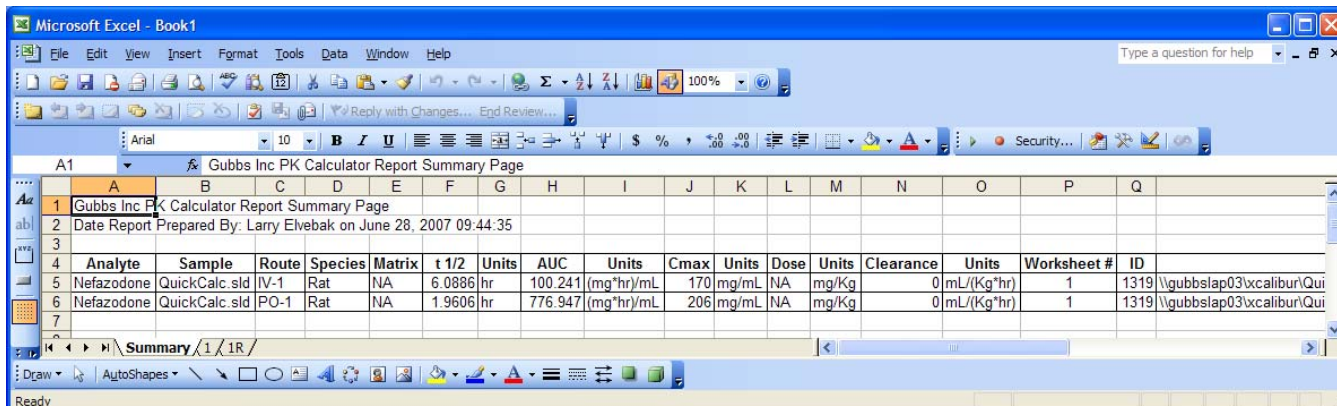 Microsoft Excel - Book1
File Edit View Insert Format Tools Data Window Help Type a question for help
100%
Reply with Changes... End Review...
Arial 10 B I U $ % , Security...
A1 fx Gubbs Inc PK Calculator Report Summary Page
A B C D E F G H I J K L M N O P Q
1 Gubbs Inc PK Calculator Report Summary Page
2 Date Report Prepared By: Larry Elvebak on June 28, 2007 09:44:35
3
4 Analyte Sample Route Species Matrix t 1/2 Units AUC Units Cmax Units Dose Units Clearance Units Worksheet # ID
5 Nefazodone QuickCalc.sld IV-1 Rat NA 6.0886 hr 100.241 (mg*hr)/mL 170 mg/mL NA mg/Kg 0 mL/(Kg*hr) 1 1319 \\gubbslap03\xcalibur\Qui
6 Nefazodone QuickCalc.sld PO-1 Rat NA 1.9606 hr 776.947 (mg*hr)/mL 206 mg/mL NA mg/Kg 0 mL/(Kg*hr) 1 1319 \\gubbslap03\xcalibur\Qui
7
Summary / 1 / 1R /
Draw AutoShapes
Ready